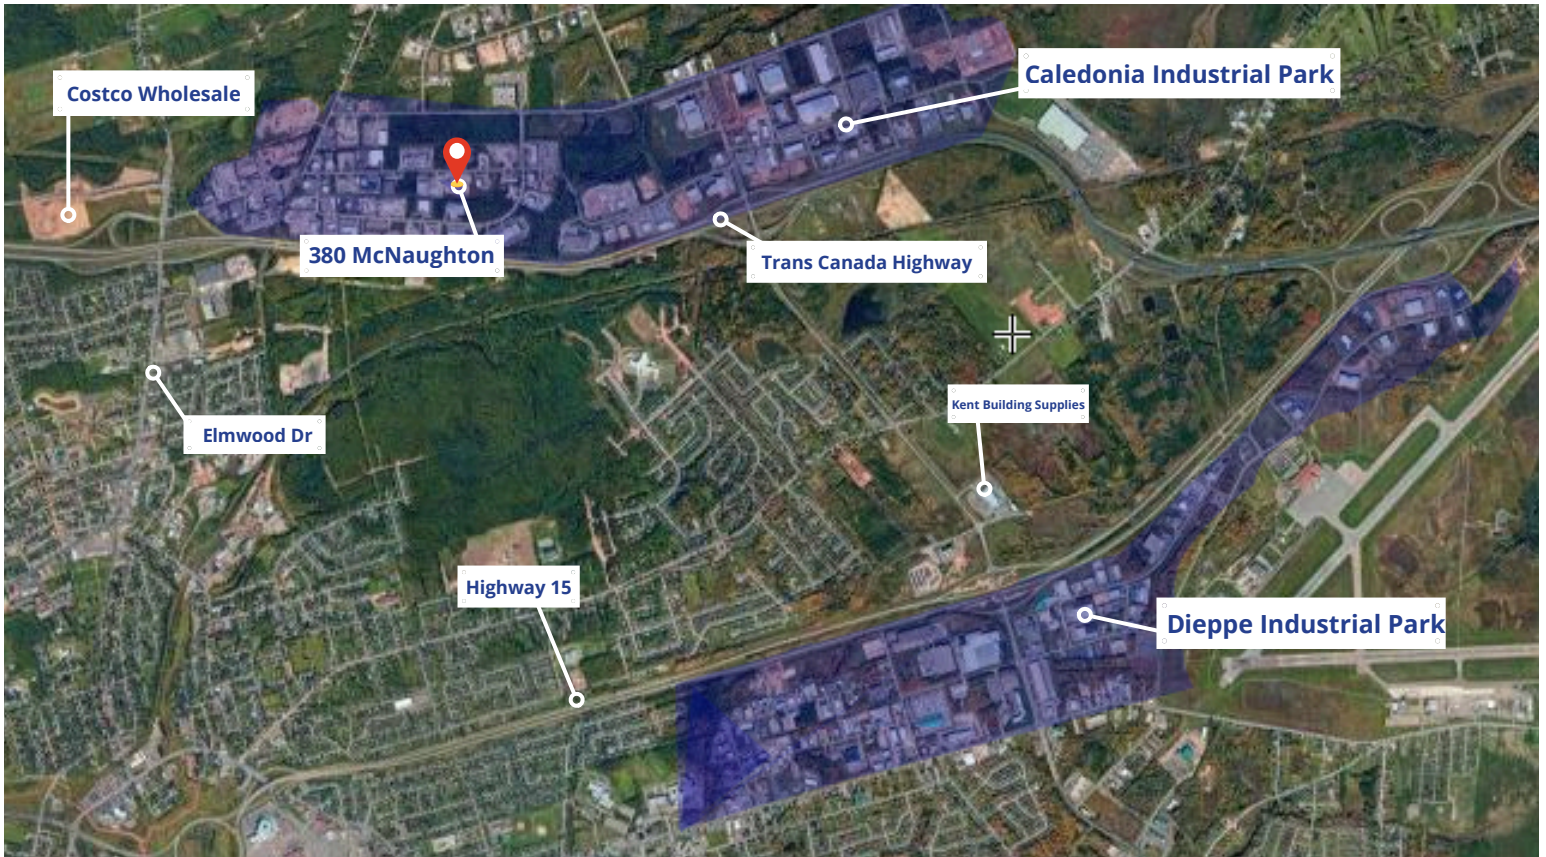 Caledonia Industrial Park
Costco Wholesale
380 McNaughton
Trans Canada Highway
Kent Building Supplies
Elmwood Dr
Highway 15
Dieppe Industrial Park